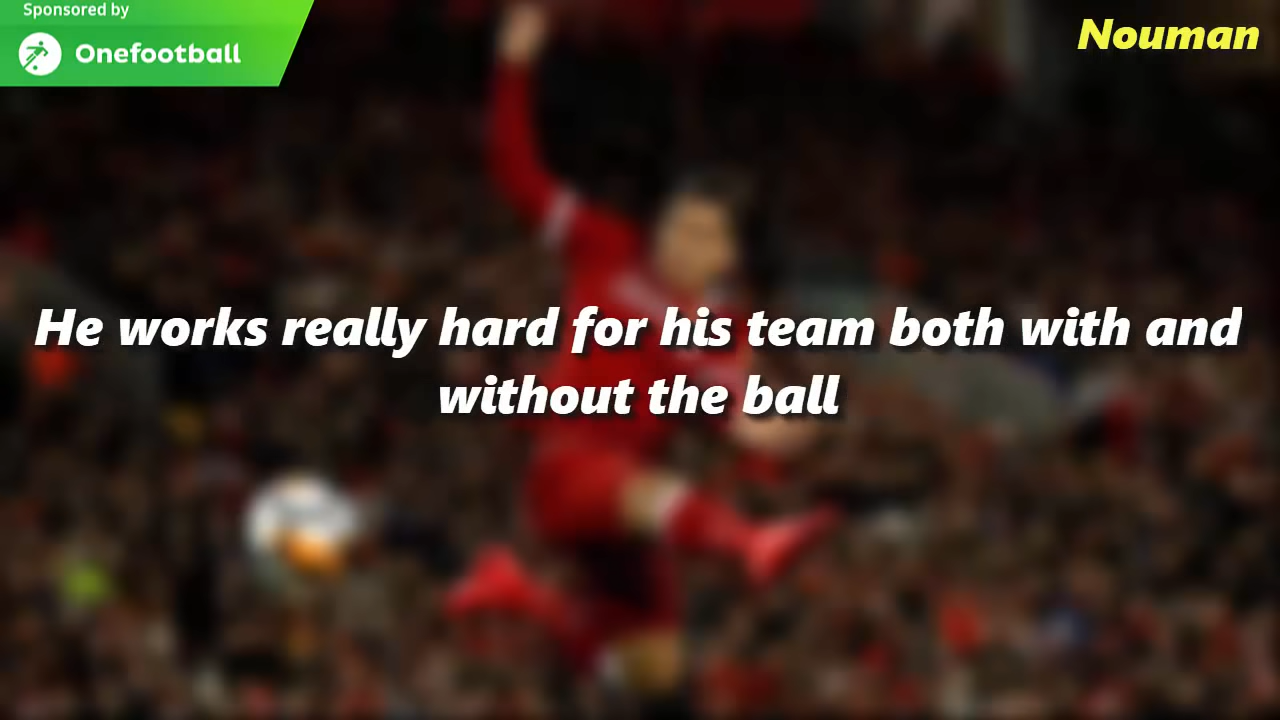 Sponsored by
Onefootball
Nouman
He works really hard for his team both with and
without the ball